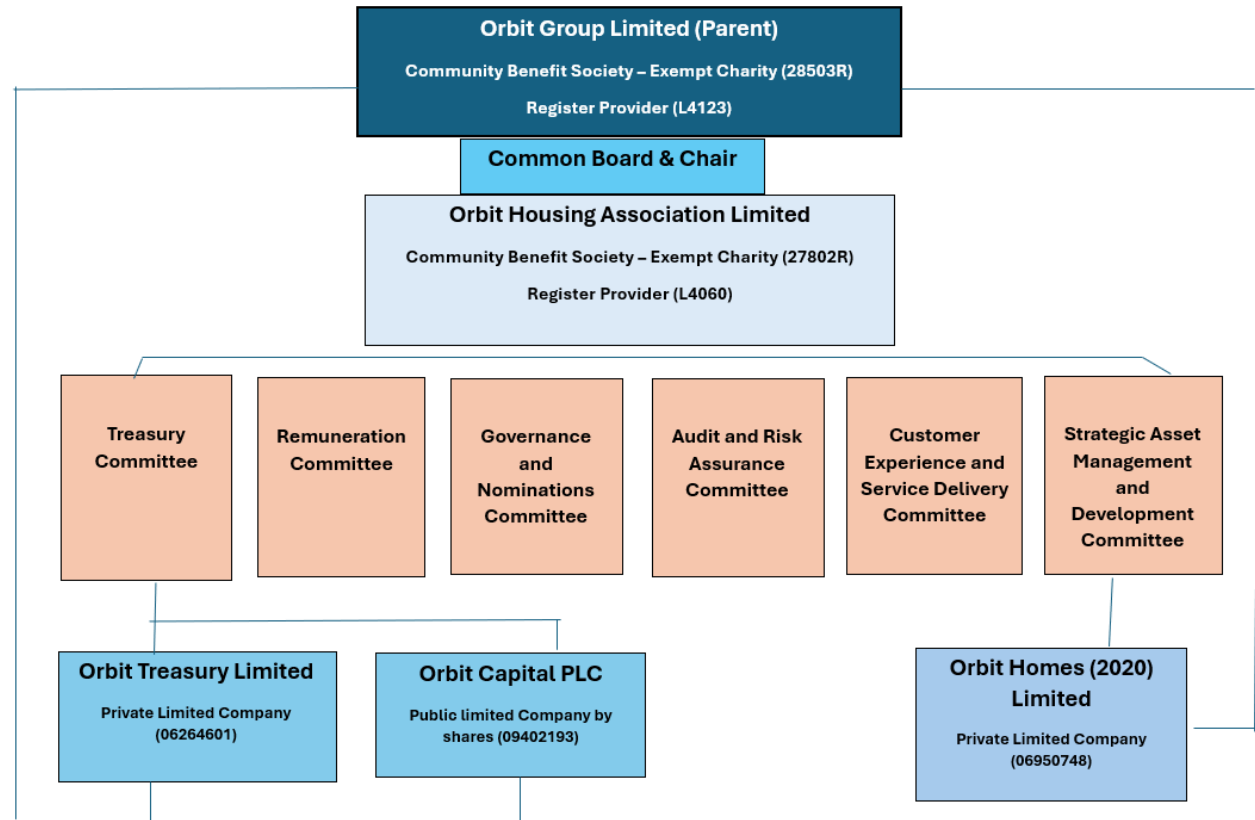 Orbit Group Limited (Parent)
Community Benefit Society – Exempt Charity (28503R)
Register Provider (L4123)
Common Board & Chair
Orbit Housing Association Limited
Community Benefit Society – Exempt Charity (27802R)
Register Provider (L4060)
Treasury
Committee
Remuneration
Committee
Governance
and
Nominations
Committee
Audit and Risk
Assurance
Committee
Customer
Experience and
Service Delivery
Committee
Strategic Asset
Management
and
Development
Committee
Orbit Treasury Limited
Private Limited Company
(06264601)
Orbit Capital PLC
Public limited Company by
shares (09402193)
Orbit Homes (2020)
Limited
Private Limited Company
(06950748)